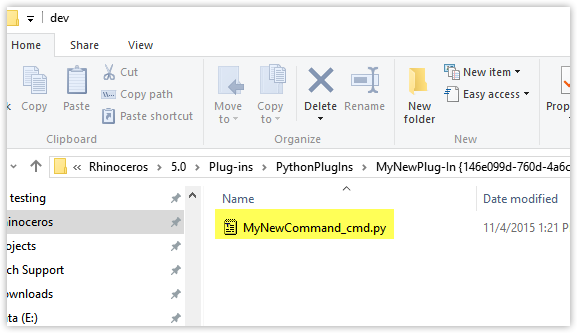 dev
Home Share View
Copy
Paste
Cut
Copy path
Paste shortcut
Clipboard
Move to
Copy to
Delete
Rename
Organize
New folder
New item
Easy access
New
Prop
Op
« Rhinoceros > 5.0 > Plug-ins > PythonPlugIns > MyNewPlug-In {146e099d-760d-4a6c
Name Date modified
MyNewCommand_cmd.py 11/4/2015 1:21 P
testing
inoceros
ojects
ch Support
ownloads
ta (E:)